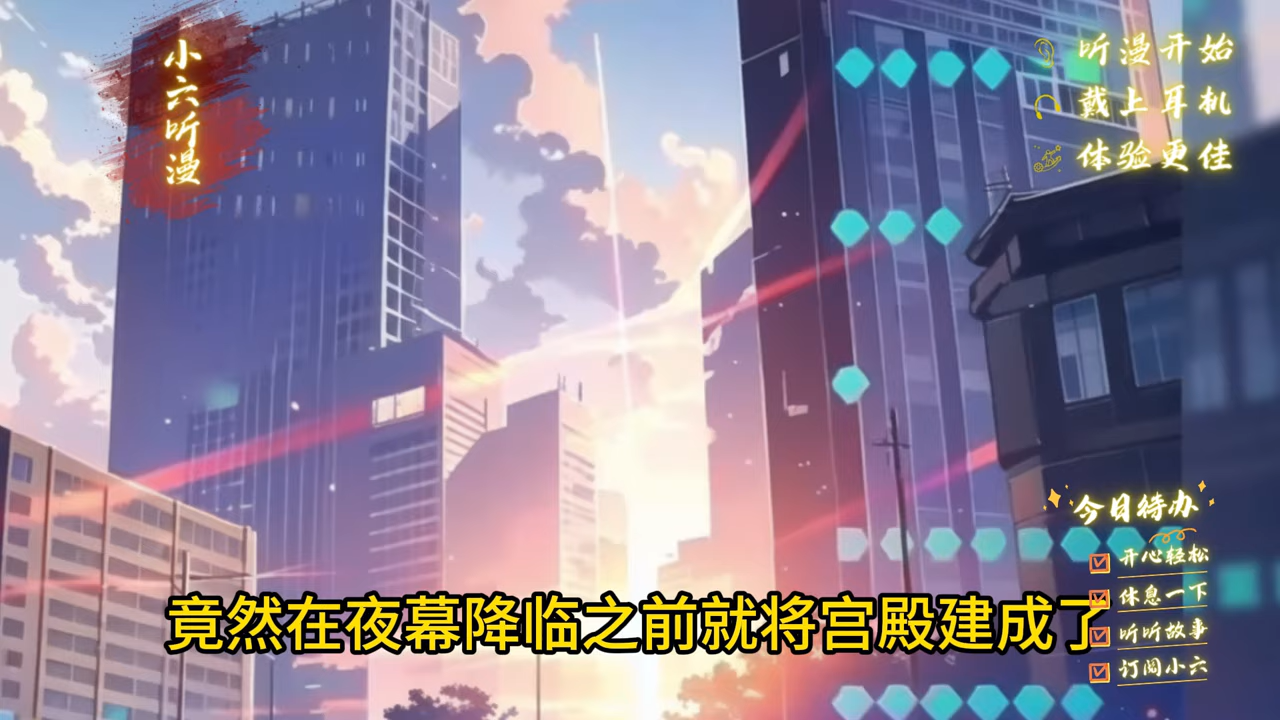 小六听漫
听漫开始
戴上耳机
体验更佳
今日待办
开心轻松
休息一下
听听故事
订阅小六
竟然在夜幕降临之前就将宫殿建成了